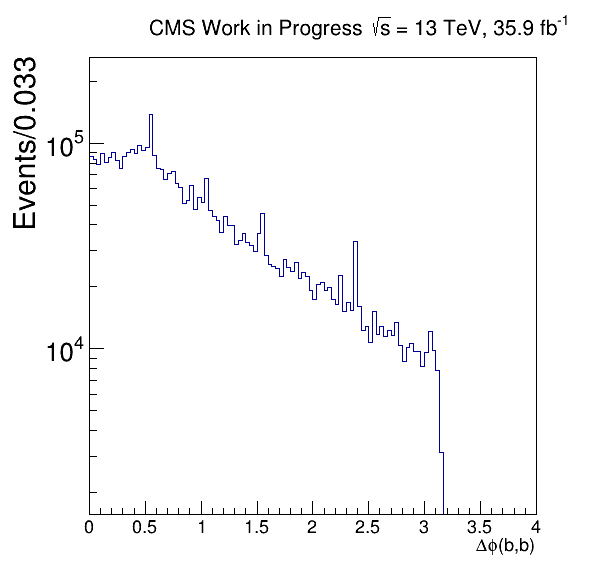 CMS Work in Progress √s = 13 TeV, 35.9 fb⁻¹
Events/0.033
10⁵
10⁴
0 0.5 1 1.5 2 2.5 3 3.5 4
Δϕ(b,b)